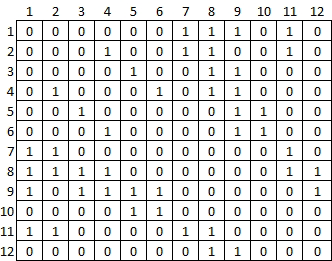 1 2 3 4 5 6 7 8 9 10 11 12
1 0 0 0 0 0 0 1 1 1 0 1 0
2 0 0 0 1 0 0 1 1 0 0 1 0
3 0 0 0 0 1 0 0 1 1 0 0 0
4 0 1 0 0 0 1 0 1 1 0 0 0
5 0 0 1 0 0 0 0 0 1 1 0 0
6 0 0 0 1 0 0 0 0 1 1 0 0
7 1 1 0 0 0 0 0 0 0 0 1 0
8 1 1 1 1 0 0 0 0 0 0 1 1
9 1 0 1 1 1 1 0 0 0 0 0 1
10 0 0 0 0 1 1 0 0 0 0 0 0
11 1 1 0 0 0 0 1 1 0 0 0 0
12 0 0 0 0 0 0 0 1 1 0 0 0